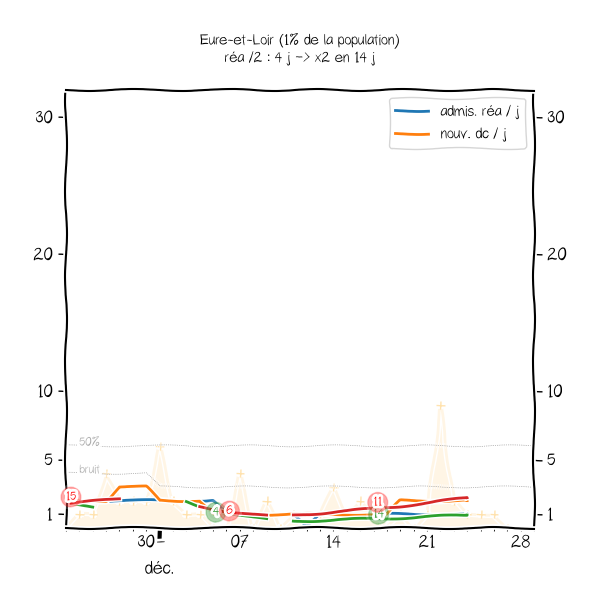 Eure-et-Loir (1% de la population)
réa /2 : 4 j -> x2 en 14 j
admis. réa / j
nouv. dc / j
30 30
20 20
10 10
50%
5 5
bruit
15 4 6 11 14
1 1
30 07 14 21 28
déc.